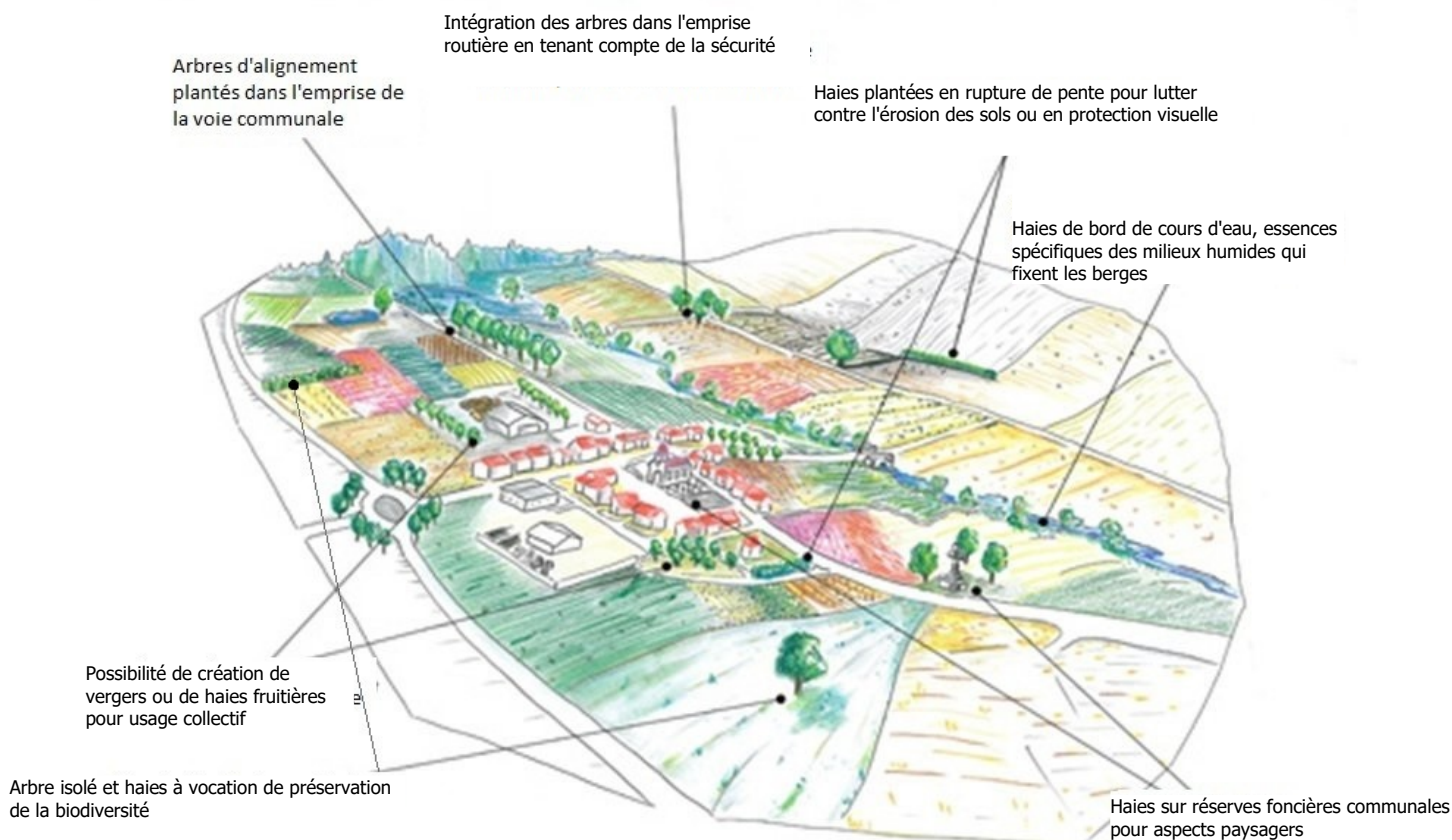 Intégration des arbres dans l'emprise
routière en tenant compte de la sécurité
Arbres d'alignement
plantés dans l'emprise de
la voie communale
Haies plantées en rupture de pente pour lutter
contre l'érosion des sols ou en protection visuelle
Haies de bord de cours d'eau, essences
spécifiques des milieux humides qui
fixent les berges
Possibilité de création de
vergers ou de haies fruitières
pour usage collectif
Arbre isolé et haies à vocation de préservation
de la biodiversité
Haies sur réserves foncières communales
pour aspects paysagers